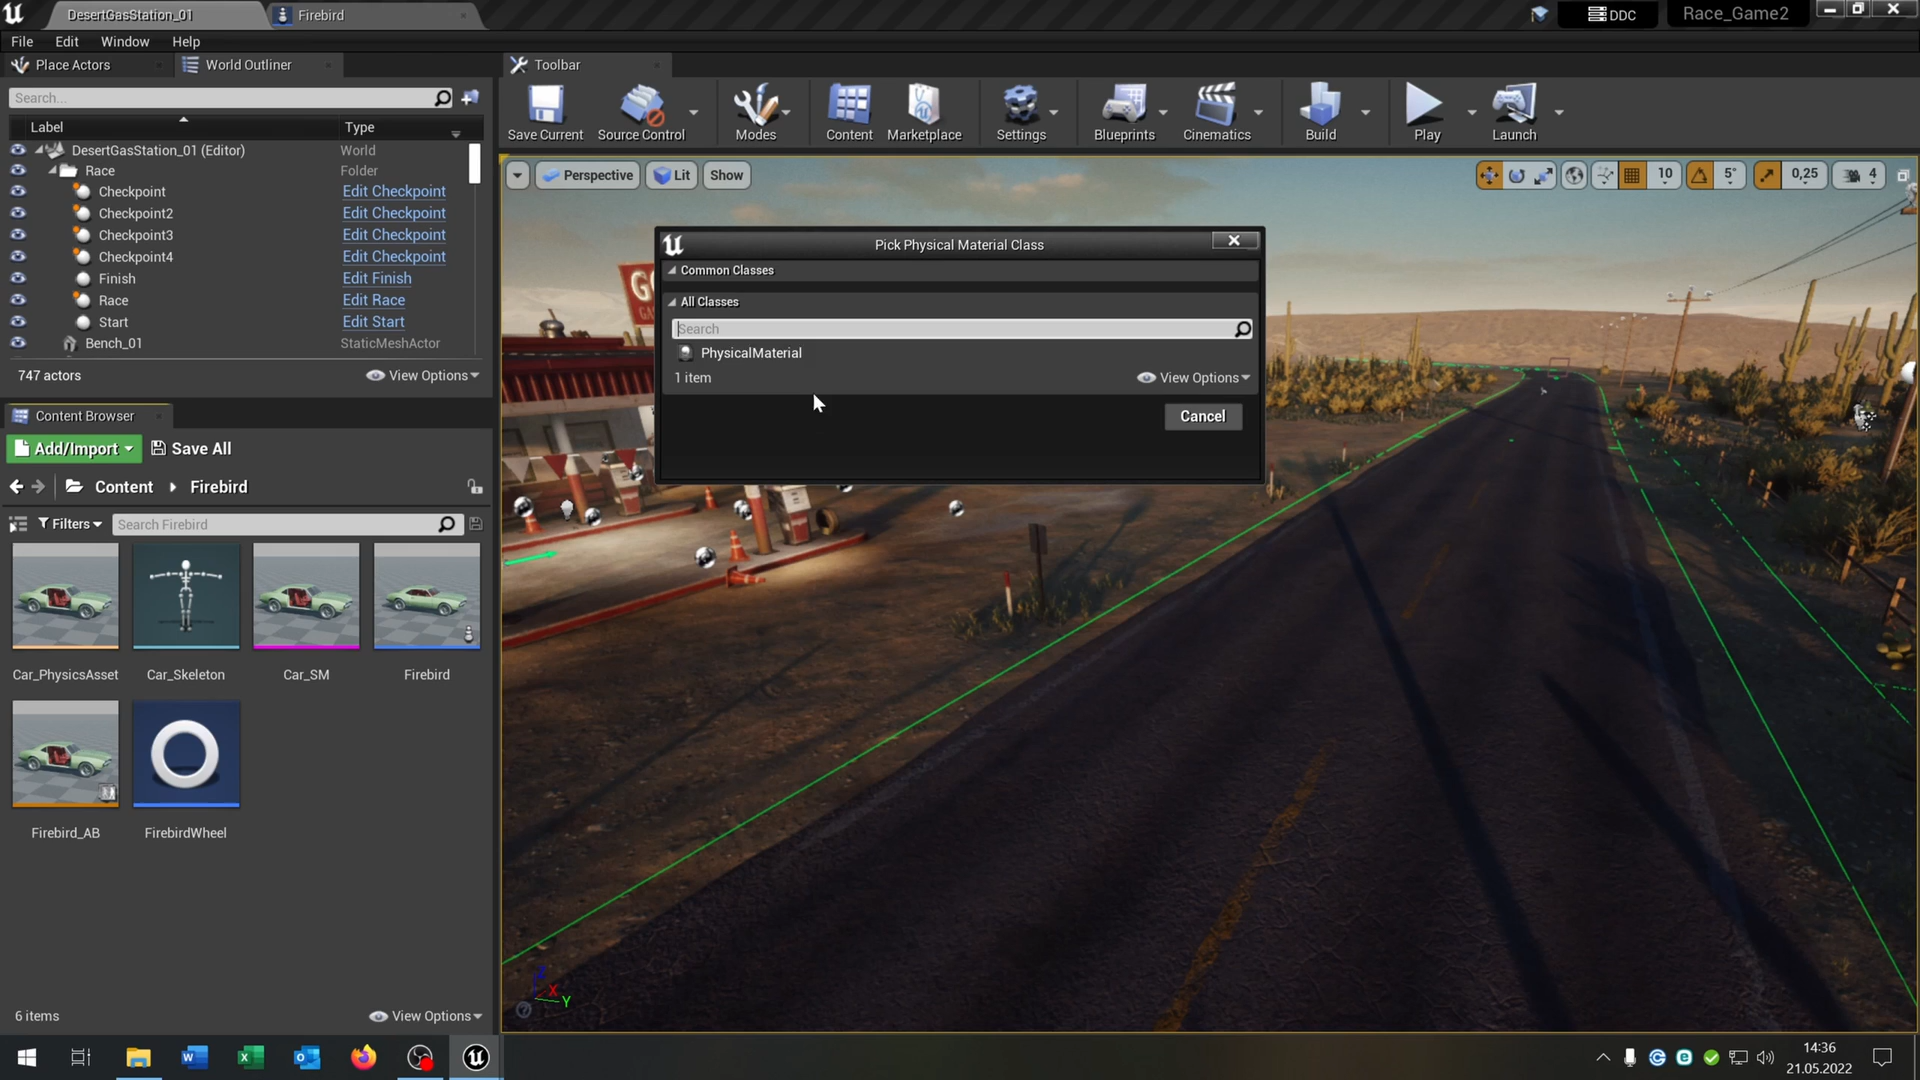 DesertGasStation_01
Firebird
DDC
Race_Game2
File
Edit
Window
Help
Place Actors
World Outliner
Toolbar
Search...
Save Current
Source Control
Modes
Content
Marketplace
Settings
Blueprints
Cinematics
Build
Play
Launch
Label
Type
DesertGasStation_01 (Editor)
World
Race
Folder
Checkpoint
Edit Checkpoint
Checkpoint2
Edit Checkpoint
Checkpoint3
Edit Checkpoint
Checkpoint4
Edit Checkpoint
Finish
Edit Finish
Race
Edit Race
Start
Edit Start
Bench_01
StaticMeshActor
747 actors
View Options
Perspective
Lit
Show
10
5°
0,25
4
Pick Physical Material Class
Common Classes
All Classes
Search
PhysicalMaterial
1 item
View Options
Cancel
Content Browser
Add/Import
Save All
Content
Firebird
Filters
Search Firebird
Car_PhysicsAsset
Car_Skeleton
Car_SM
Firebird
Firebird_AB
FirebirdWheel
6 items
View Options
Z
X
Y
14:36
21.05.2022